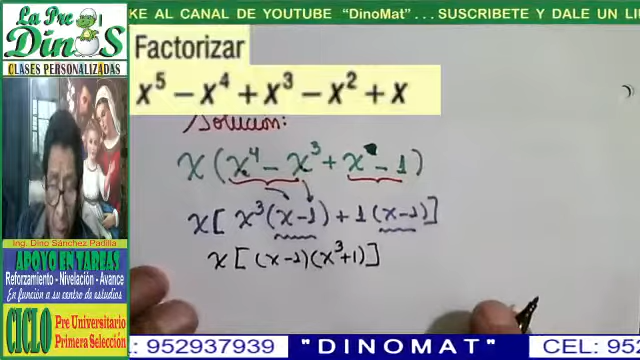 La Pre
DinoS
CLASES PERSONALIZADAS
KE AL CANAL DE YOUTUBE “DinoMat”...SUSCRIBETE Y DALE UN LI
Factorizar
x⁵ − x⁴ + x³ − x² + x
Solución:
x(x⁴ − x³ + x − 1)
x[x³(x−1) + 1(x−1)]
x[(x−1)(x³+1)]
Ing. Dino Sánchez Padilla
APOYO EN TAREAS
Reforzamiento - Nivelación - Avance
En función a su centro de estudios
CICLO Pre Universitario
Primera Selección
: 952937939 "DINOMAT" CEL: 952